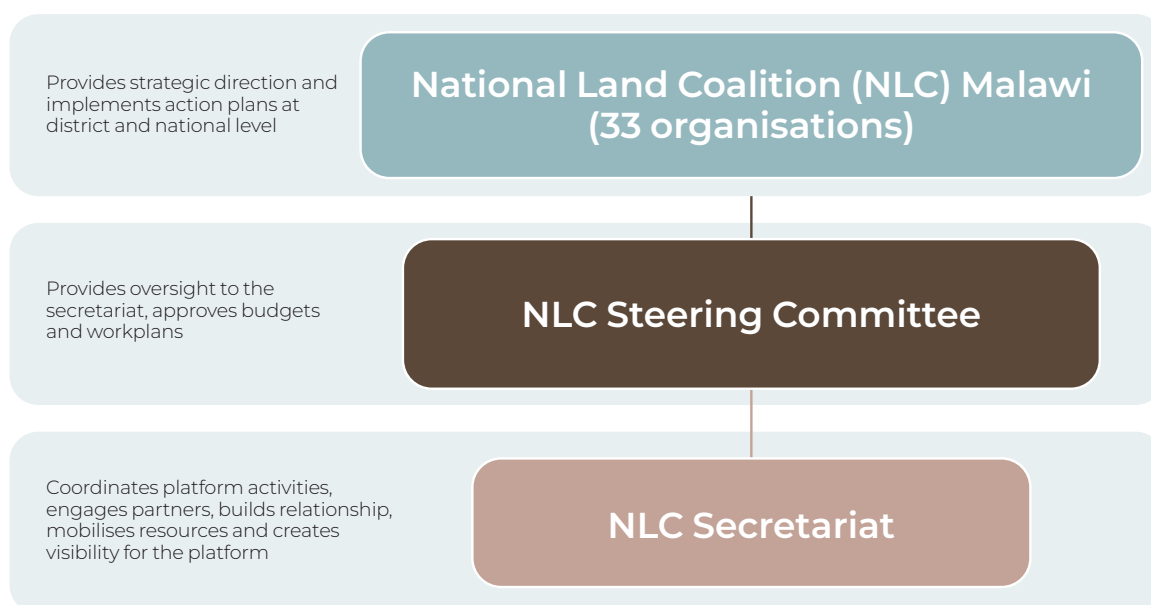 Provides strategic direction and
implements action plans at
district and national level
National Land Coalition (NLC) Malawi
(33 organisations)
Provides oversight to the
secretariat, approves budgets
and workplans
NLC Steering Committee
Coordinates platform activities,
engages partners, builds relationship,
mobilises resources and creates
visibility for the platform
NLC Secretariat